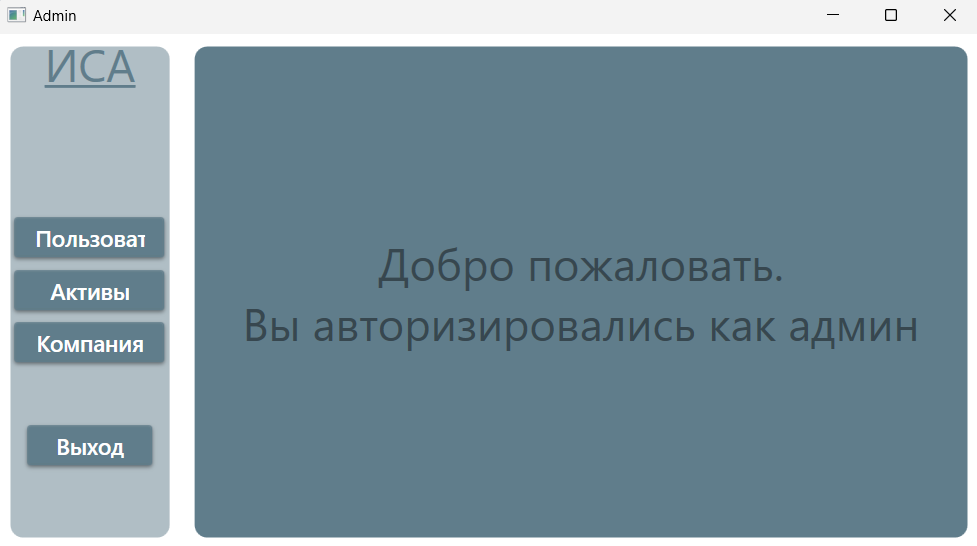 Admin
ИСА
Пользоват
Активы
Компания
Выход
Добро пожаловать.
Вы авторизировались как админ